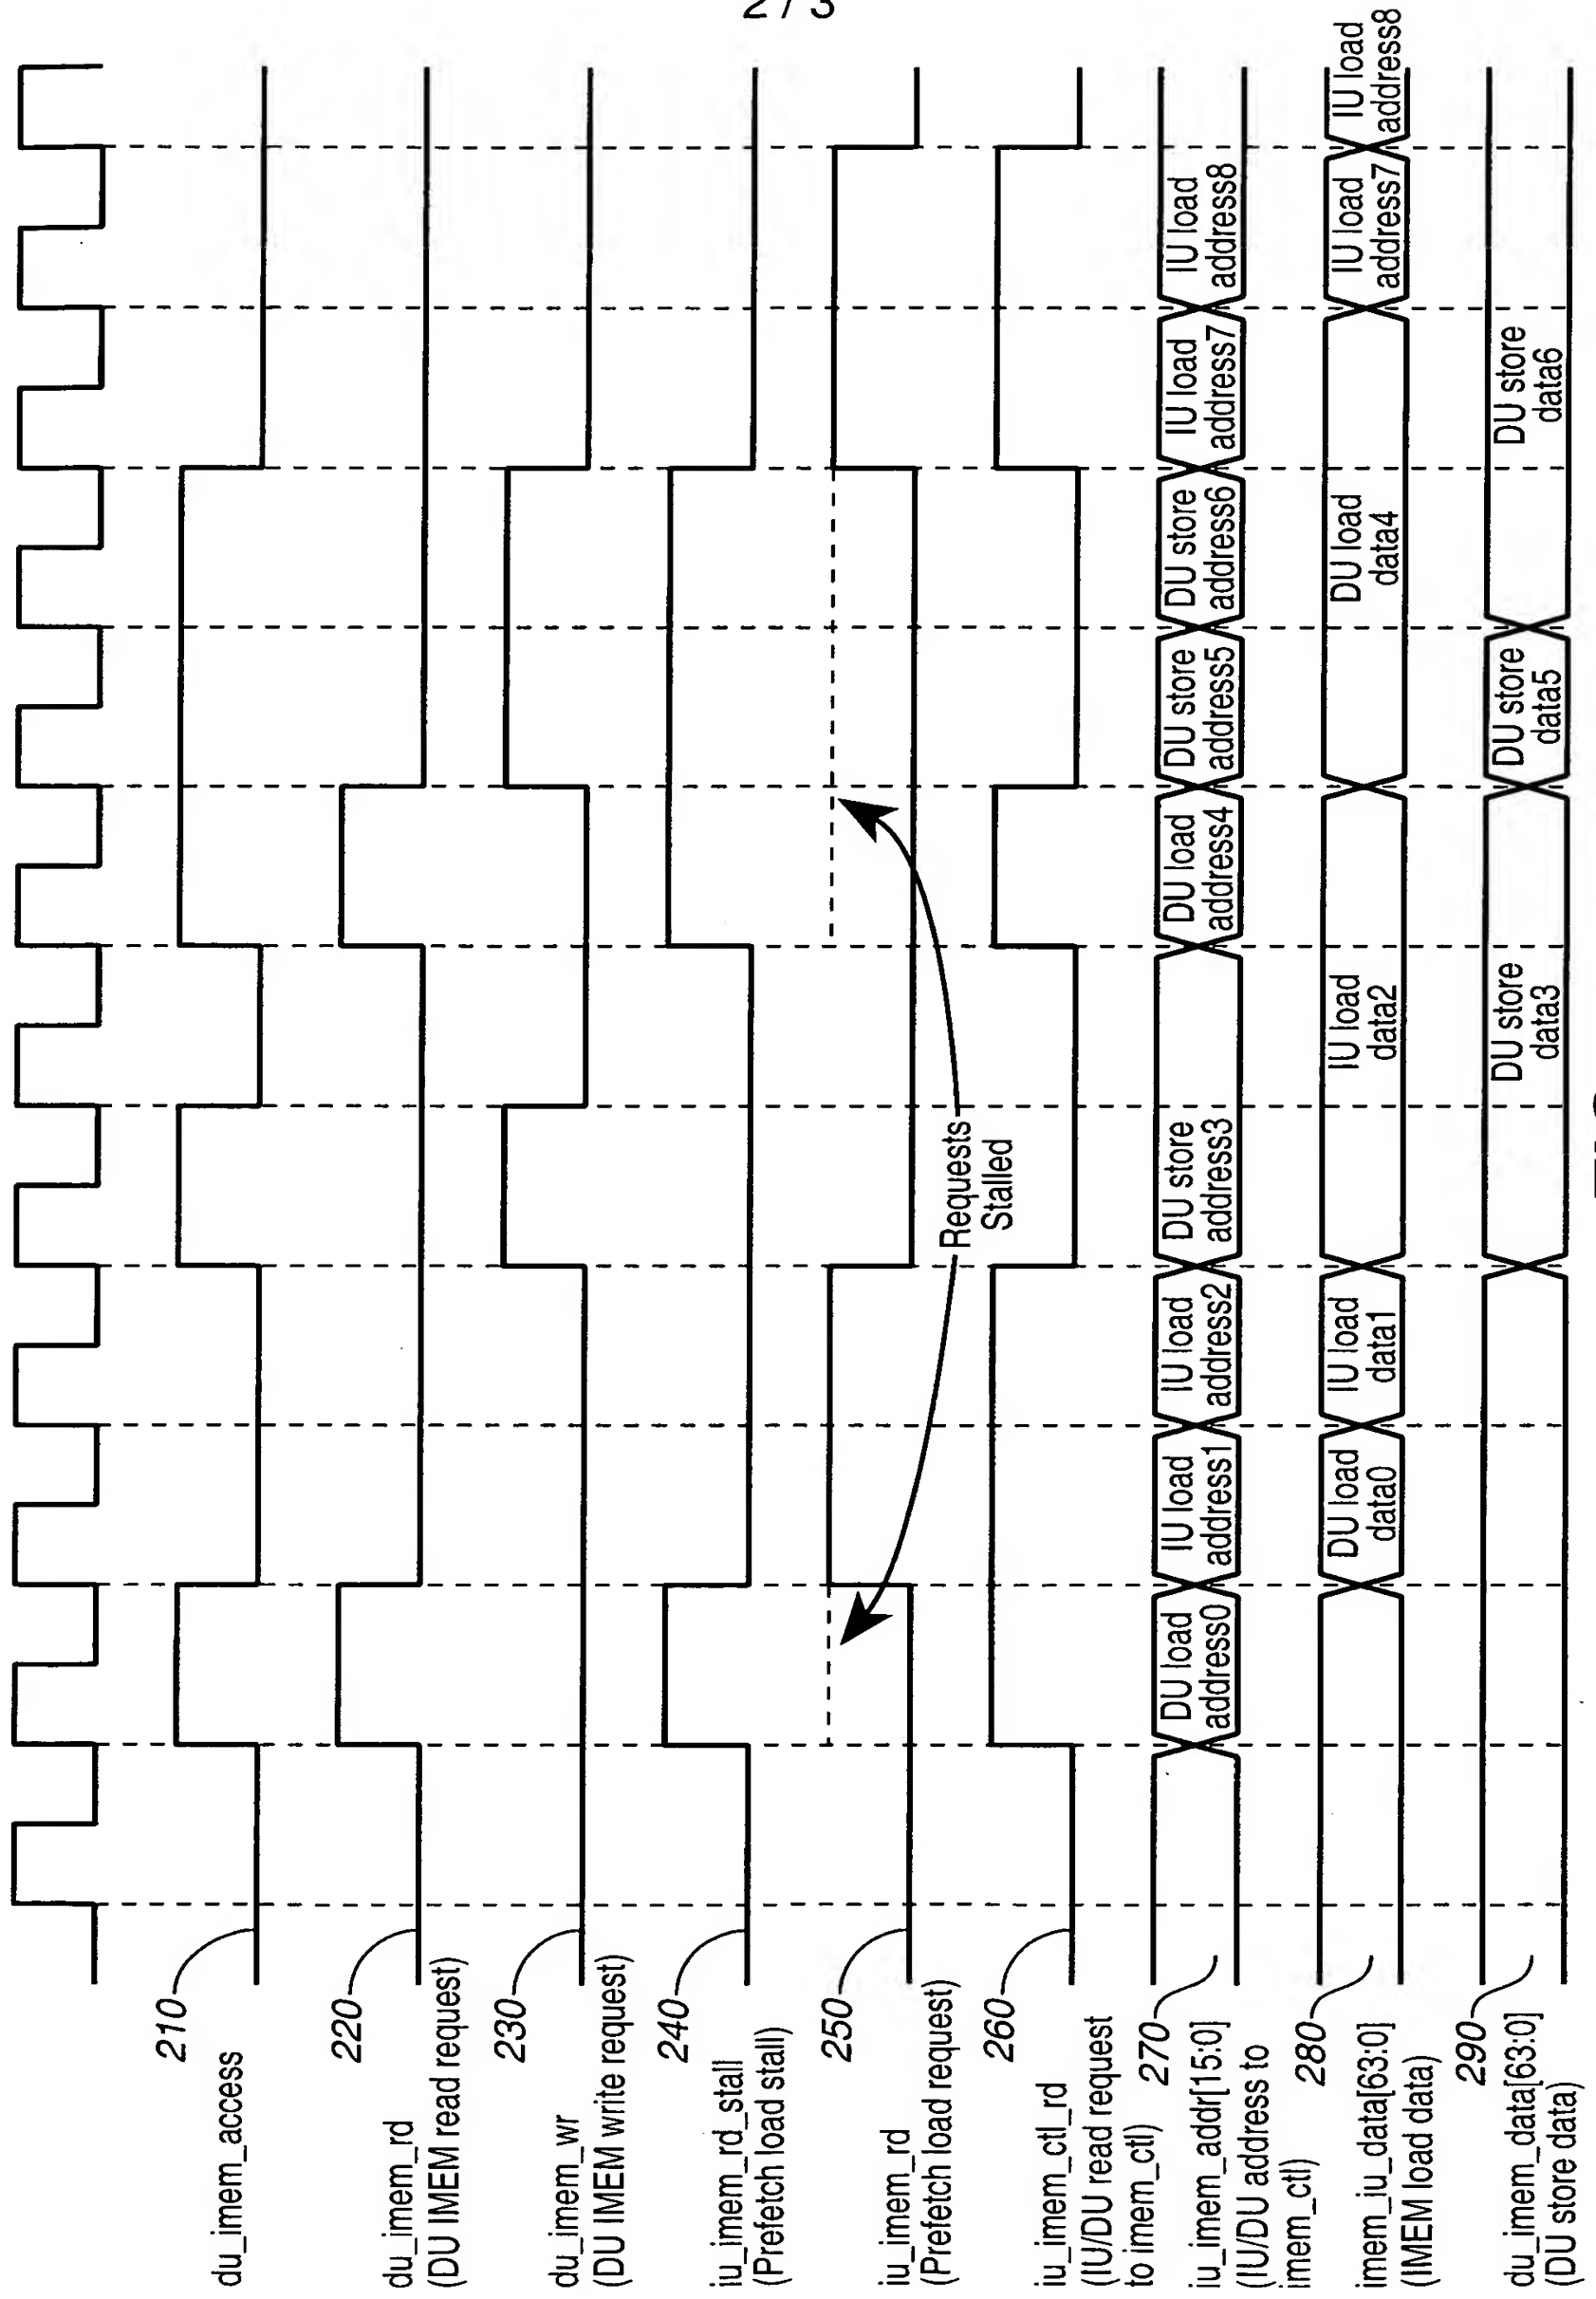 2 / 3
210
du_imem_access
220
du_imem_rd
(DU IMEM read request)
230
du_imem_wr
(DU IMEM write request)
240
iu_imem_rd_stall
(Prefetch load stall)
250
iu_imem_rd
(Prefetch load request)
Requests
Stalled
260
iu_imem_ctl_rd
(IU/DU read request
to imem_ctl)
270
iu_imem_addr[15:0]
(IU/DU address to
imem_ctl)
DU load
address0
IU load
address1
IU load
address2
DU store
address3
DU load
address4
DU store
address5
DU store
address6
IU load
address7
IU load
address8
280
imem_iu_data[63:0]
(IMEM load data)
DU load
data0
IU load
data1
IU load
data2
DU load
data4
IU load
address7
IU load
address8
290
du_imem_data[63:0]
(DU store data)
DU store
data3
DU store
data5
DU store
data6